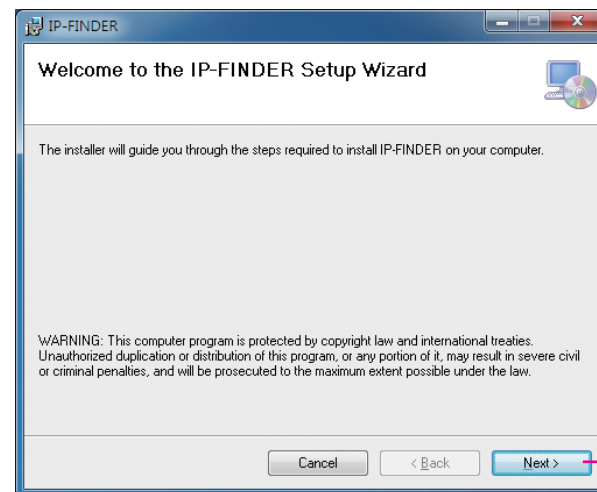 IP-FINDER
Welcome to the IP-FINDER Setup Wizard
The installer will guide you through the steps required to install IP-FINDER on your computer.
WARNING: This computer program is protected by copyright law and international treaties.
Unauthorized duplication or distribution of this program, or any portion of it, may result in severe civil
or criminal penalties, and will be prosecuted to the maximum extent possible under the law.
Cancel < Back Next >